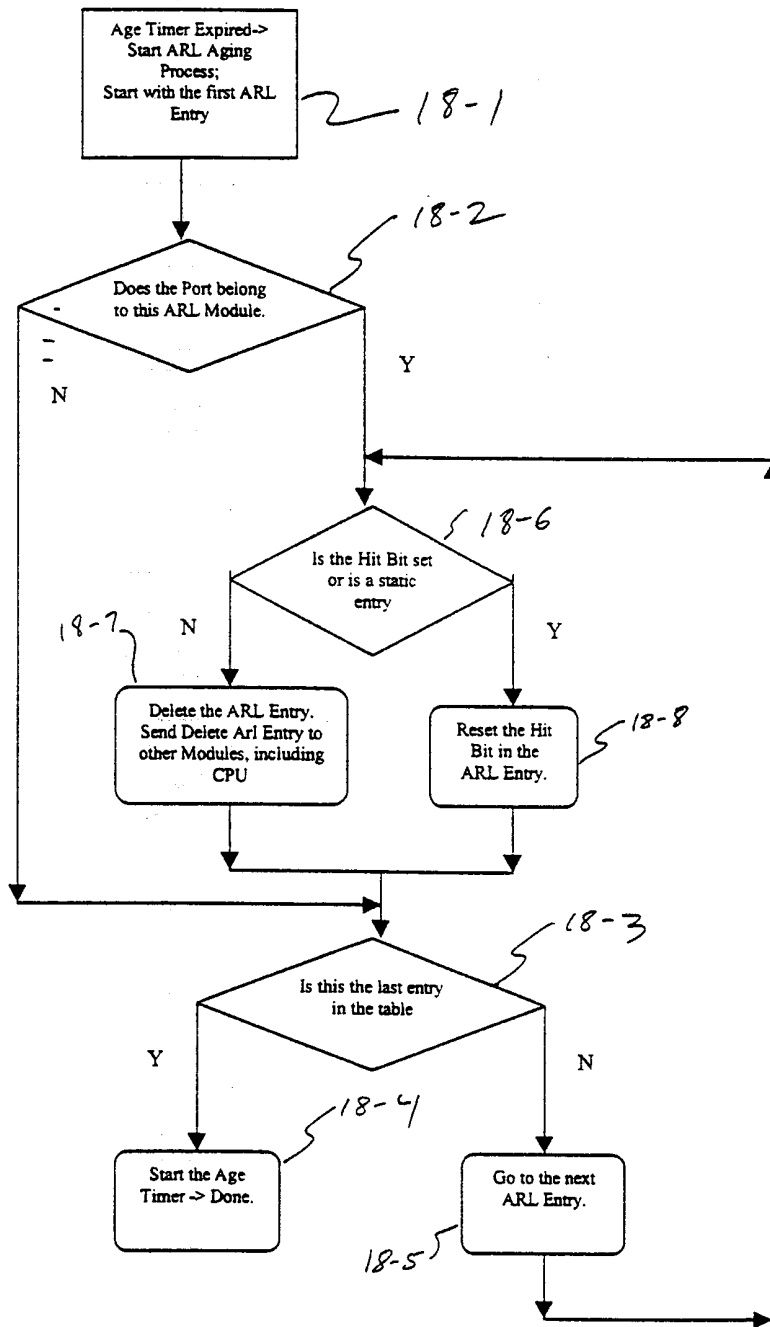 Age Timer Expired->
Start ARL Aging
Process;
Start with the first ARL
Entry
18-1
18-2
Does the Port belong
to this ARL Module.
N
Y
18-6
Is the Hit Bit set
or is a static
entry
N
Y
18-7
Delete the ARL Entry.
Send Delete Arl Entry to
other Modules, including
CPU
Reset the Hit
Bit in the
ARL Entry.
18-8
18-3
Is this the last entry
in the table
Y
N
18-4
Start the Age
Timer -> Done.
Go to the next
ARL Entry.
18-5